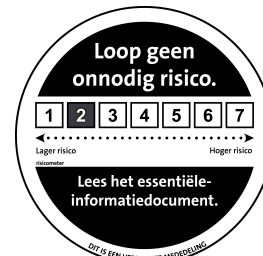 Loop geen
onnodig risico.
1 2 3 4 5 6 7
Lager risico Hoger risico
risicometer
Lees het essentiële-
informatiedocument.
DIT IS EEN MEDEDELING